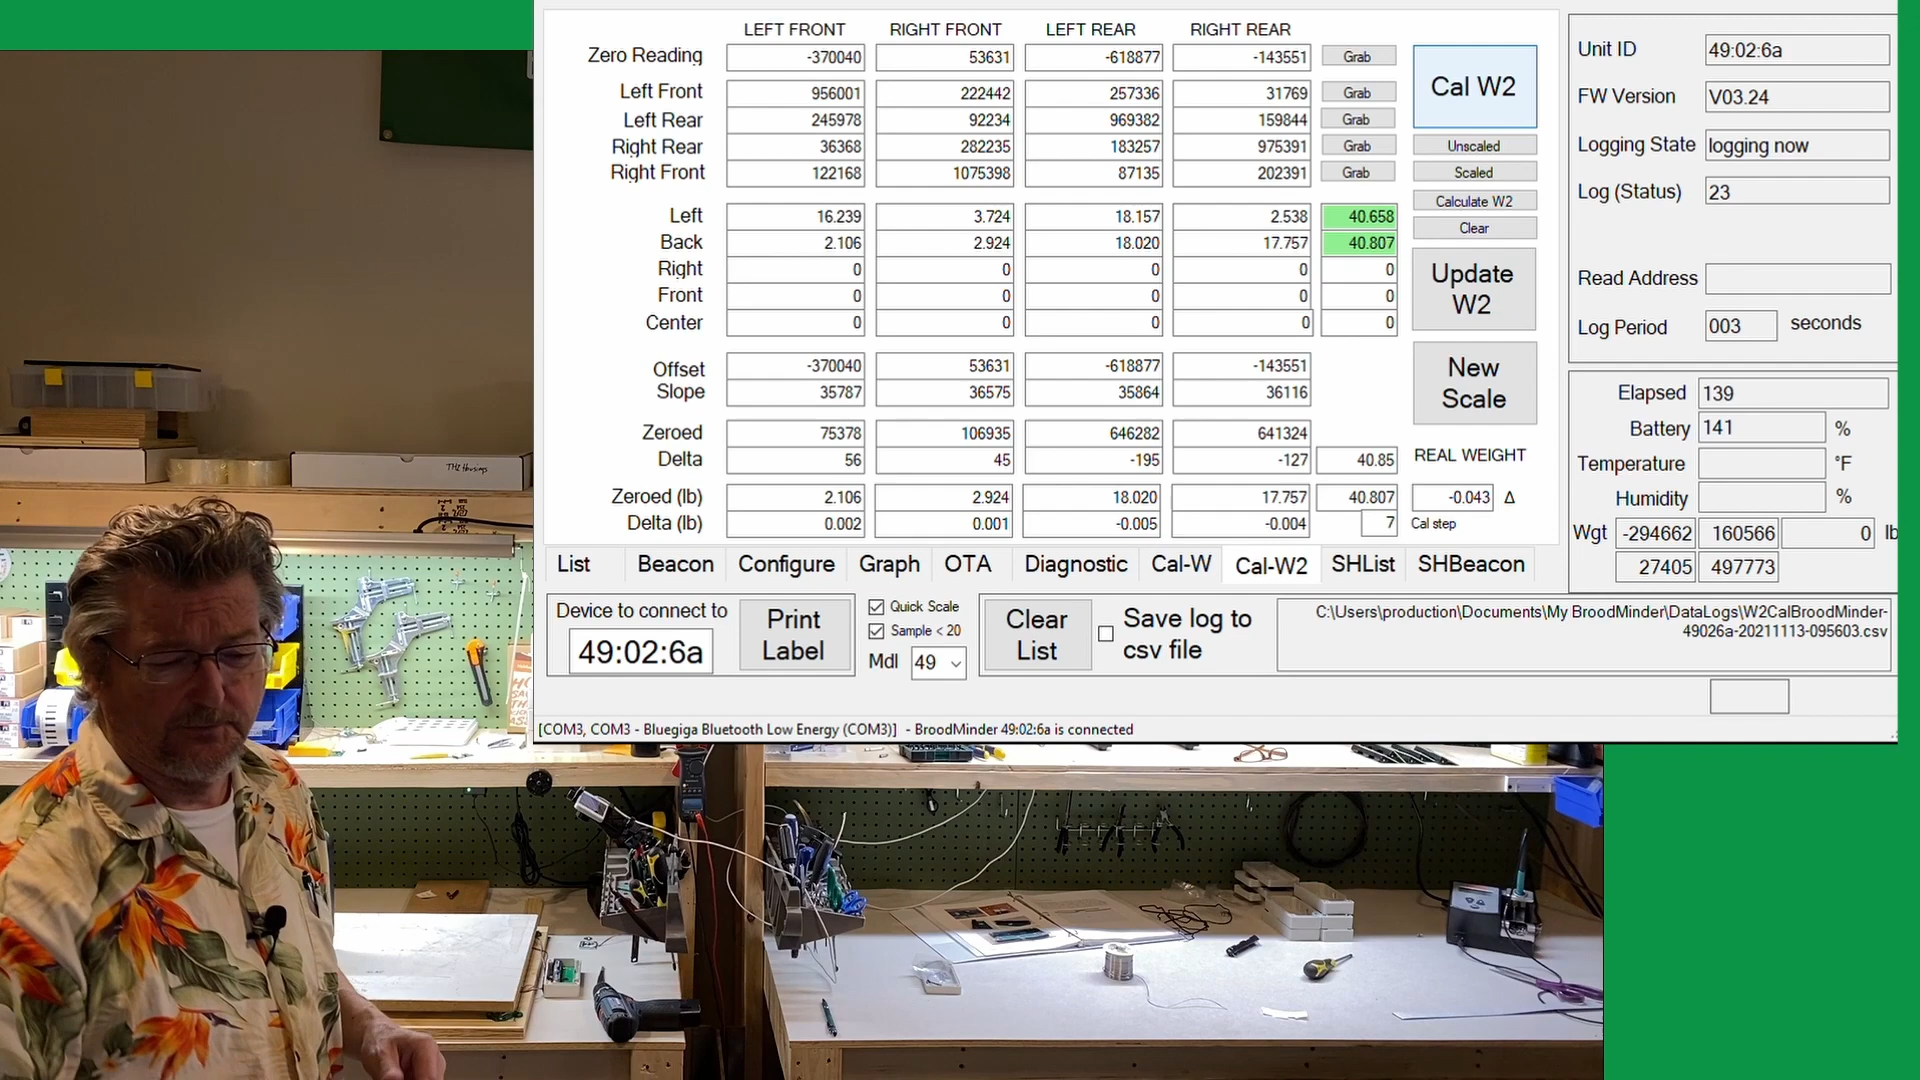 LEFT FRONT RIGHT FRONT LEFT REAR RIGHT REAR
Zero Reading -370040 53631 -618877 -143551 Grab
Left Front 956001 222442 257336 31769 Grab
Left Rear 245978 92234 969382 159844 Grab
Right Rear 36368 282235 183257 975391 Grab
Right Front 122168 1075398 87135 202391 Grab
Left 16.239 3.724 18.157 2.538 40.658
Back 2.106 2.924 18.020 17.757 40.807
Right 0 0 0 0 0
Front 0 0 0 0 0
Center 0 0 0 0 0
Offset -370040 53631 -618877 -143551
Slope 35787 36575 35864 36116
Zeroed 75378 106935 646282 641324
Delta 56 45 -195 -127 40.85 REAL WEIGHT
Zeroed (lb) 2.106 2.924 18.020 17.757 40.807 -0.043 Δ
Delta (lb) 0.002 0.001 -0.005 -0.004 7 Cal step
Cal W2
Unscaled
Scaled
Calculate W2
Clear
Update
W2
New
Scale
Unit ID 49:02:6a
FW Version V03.24
Logging State logging now
Log (Status) 23
Read Address
Log Period 003 seconds
Elapsed 139
Battery 141 %
Temperature °F
Humidity %
Wgt -294662 160566 0 lb
27405 497773
List Beacon Configure Graph OTA Diagnostic Cal-W Cal-W2 SHList SHBeacon
Device to connect to
49:02:6a
Print
Label
Quick Scale
Sample < 20
Mdl 49
Clear
List
Save log to
csv file
C:\Users\production\Documents\My BroodMinder\DataLogs\W2CalBroodMinder-
49026a-20211113-095603.csv
[COM3, COM3 - Bluegiga Bluetooth Low Energy (COM3)] - BroodMinder 49:02:6a is connected
TH2 Housings